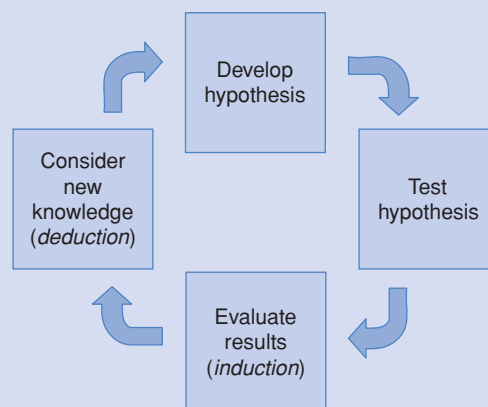 Develop
hypothesis
Test
hypothesis
Evaluate
results
(induction)
Consider
new
knowledge
(deduction)